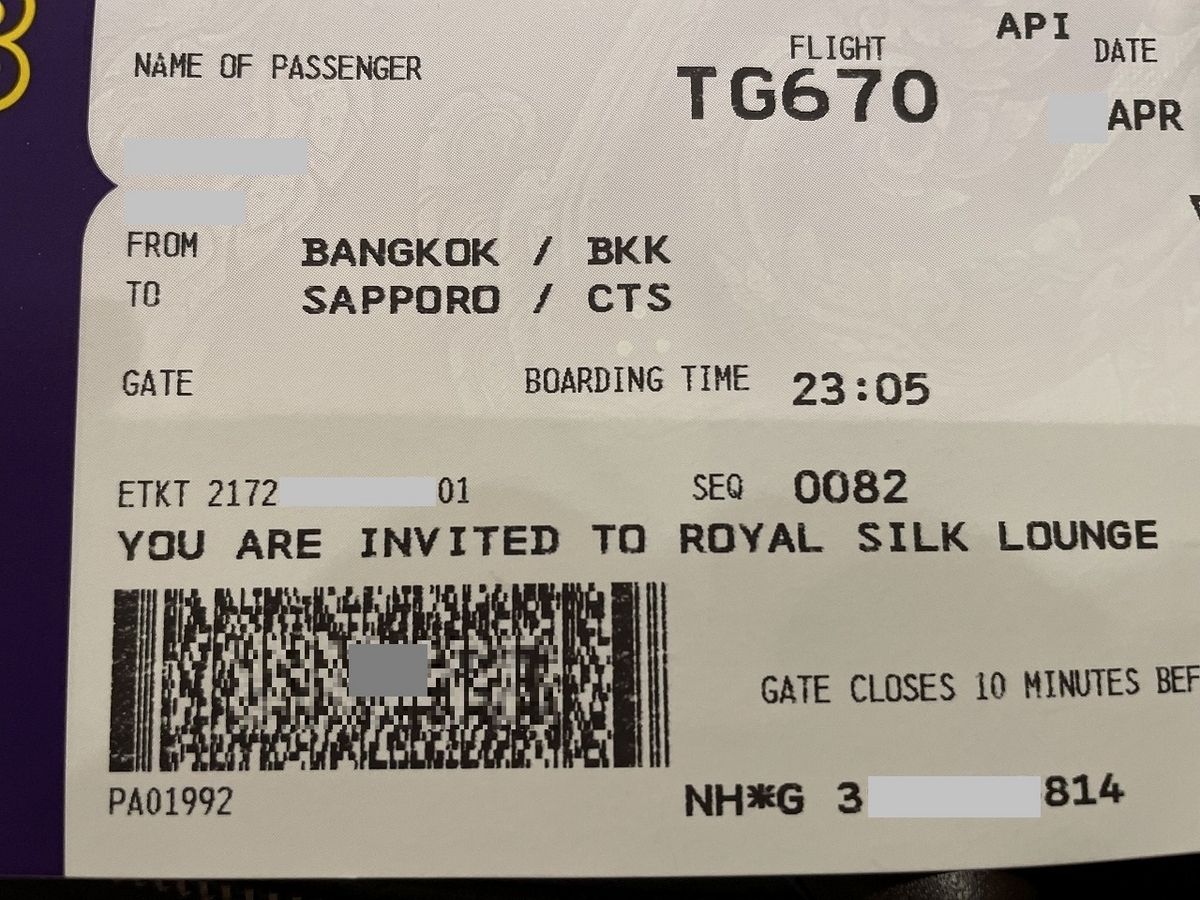 API
NAME OF PASSENGER FLIGHT DATE
TG670 APR
FROM BANGKOK / BKK
TO SAPPORO / CTS
GATE BOARDING TIME 23:05
ETKT 2172 01 SEQ 0082
YOU ARE INVITED TO ROYAL SILK LOUNGE
GATE CLOSES 10 MINUTES BEF
PA01992 NH*G 3 814